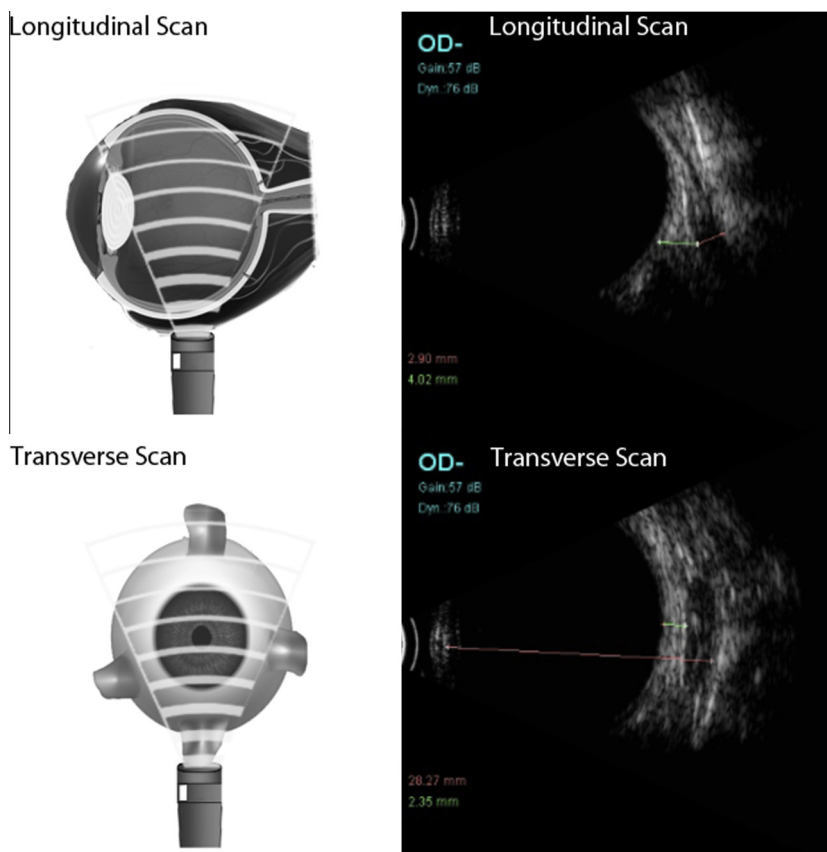 Longitudinal Scan
OD-
Longitudinal Scan
Gain:57 dB
Dyn.:76 dB
2.90 mm
4.02 mm
Transverse Scan
OD-
Transverse Scan
Gain:57 dB
Dyn.:76 dB
28.27 mm
2.35 mm